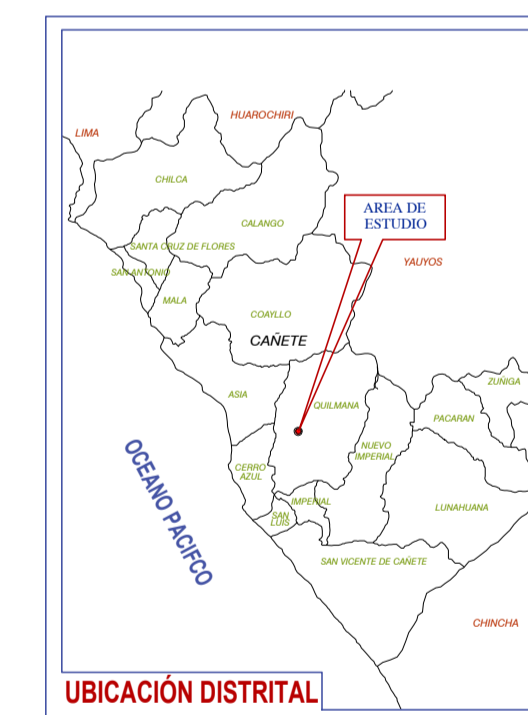 HUAROCHIRI
LIMA
CHILCA
AREA DE
ESTUDIO
CALANGO
SANTA CRUZ DE FLORES
YAUYOS
SAN ANTONIO
MALA
COAYLLO
CAÑETE
ZUÑIGA
ASIA
QUILMANA
PACARAN
NUEVO
IMPERIAL
OCEANO PACIFCO
CERRO
AZUL
IMPERIAL
LUNAHUANA
SAN
LUIS
SAN VICENTE DE CAÑETE
CHINCHA
UBICACIÓN DISTRITAL